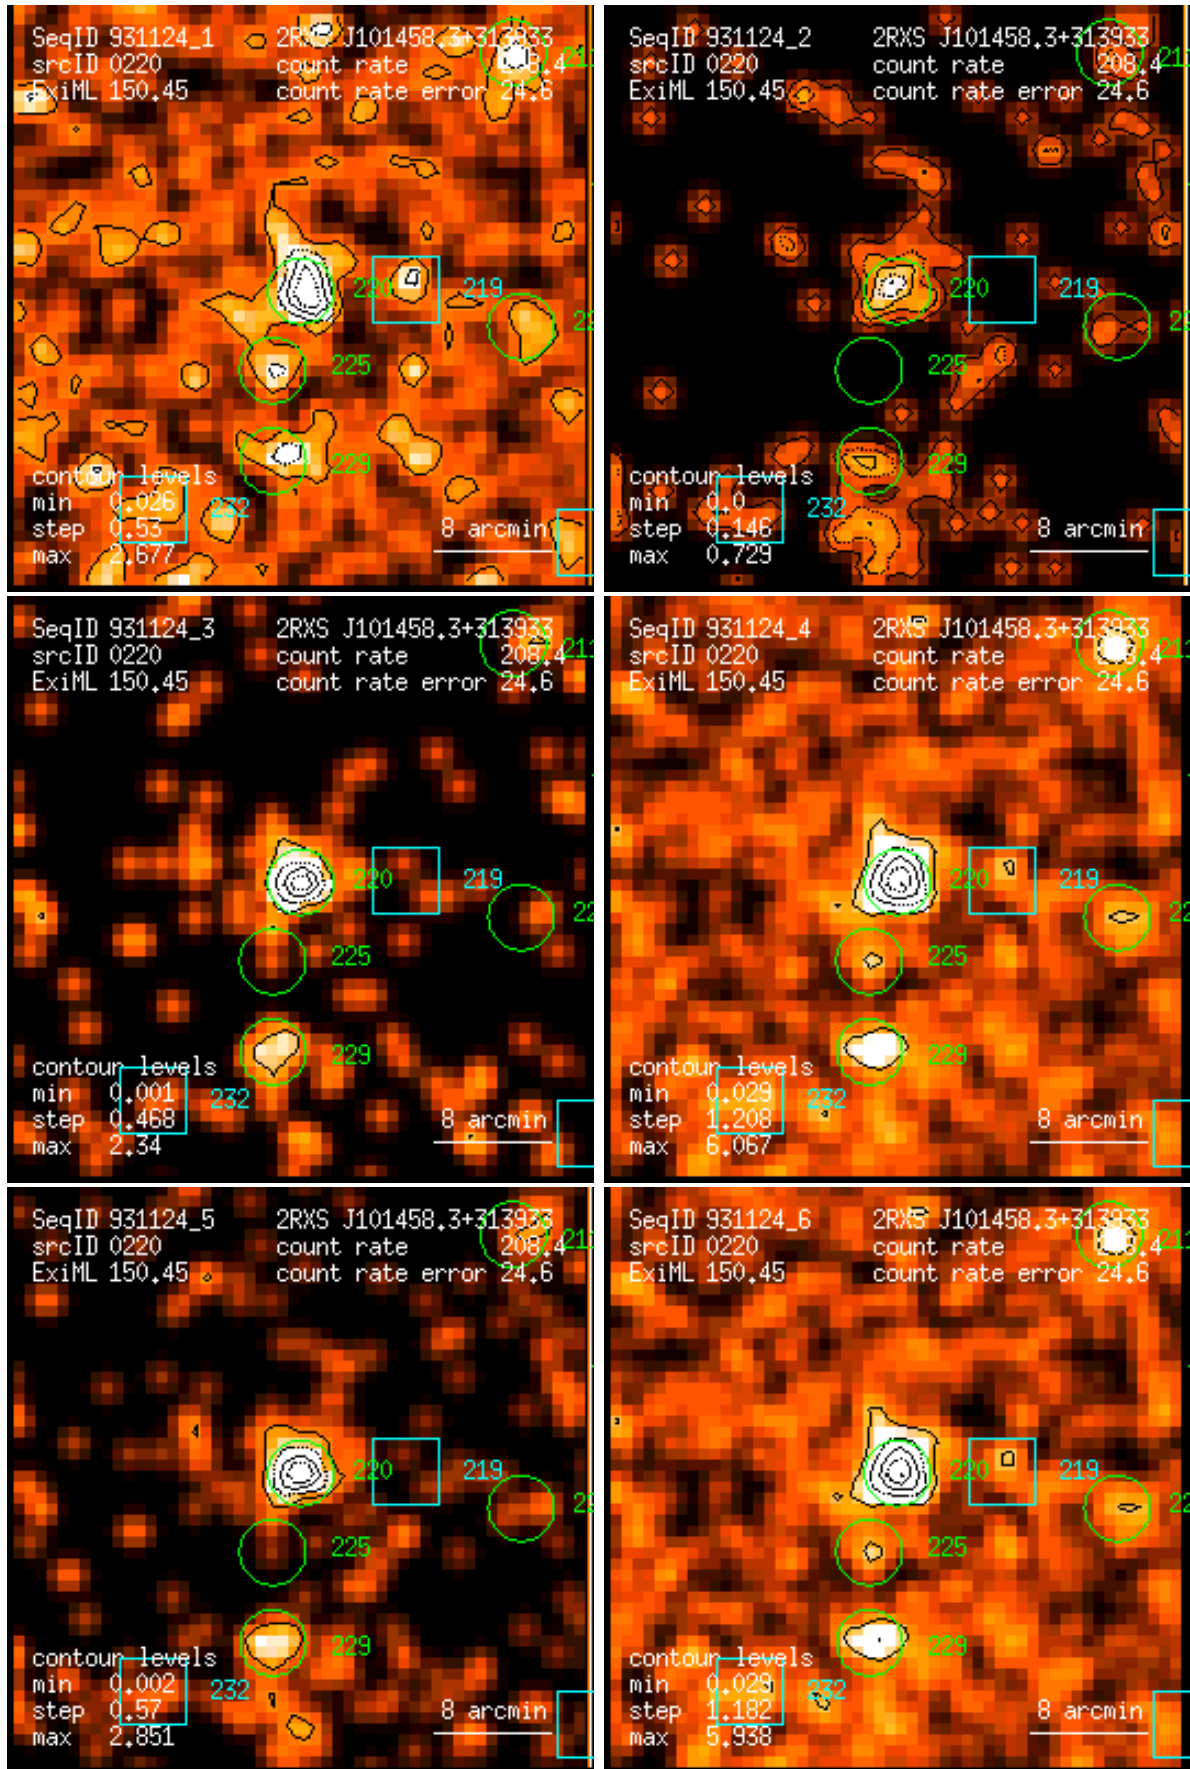 SeqID 931124_1 2RXS J101458.3+313933
srcID 0220 count rate 208.4
ExiML 150.45 count rate error 24.6
220
219
225
229
contour levels
min 0.026
232
step 0.53
8 arcmin
max 2.677
SeqID 931124_2 2RXS J101458.3+313933
srcID 0220 count rate 208.4
ExiML 150.45 count rate error 24.6
220
219
225
229
contour levels
min 0.0
232
step 0.146
8 arcmin
max 0.729
SeqID 931124_3 2RXS J101458.3+313933
srcID 0220 count rate 208.4
ExiML 150.45 count rate error 24.6
220
219
225
229
contour levels
min 0.001
232
step 0.468
8 arcmin
max 2.34
SeqID 931124_4 2RXS J101458.3+313933
srcID 0220 count rate 208.4
ExiML 150.45 count rate error 24.6
220
219
225
229
contour levels
min 0.029
232
step 1.208
8 arcmin
max 6.067
SeqID 931124_5 2RXS J101458.3+313933
srcID 0220 count rate 208.4
ExiML 150.45 count rate error 24.6
220
219
225
229
contour levels
min 0.002
232
step 0.57
8 arcmin
max 2.851
SeqID 931124_6 2RXS J101458.3+313933
srcID 0220 count rate 208.4
ExiML 150.45 count rate error 24.6
220
219
225
229
contour levels
min 0.029
232
step 1.182
8 arcmin
max 5.938